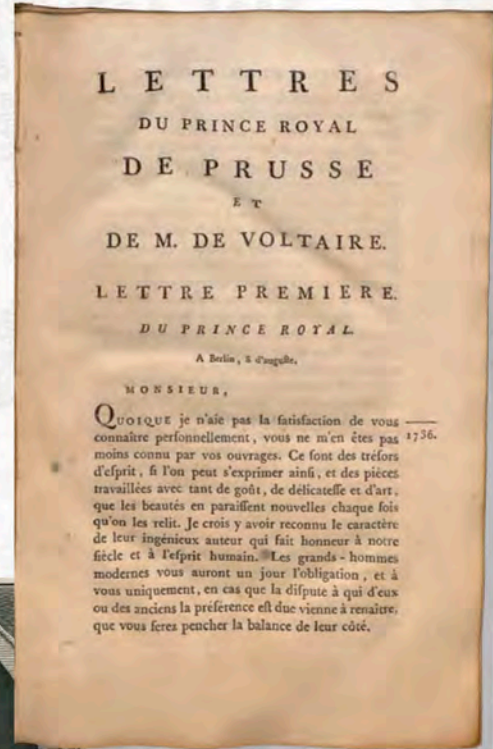 LETTRES
DU PRINCE ROYAL
DE PRUSSE
ET
DE M. DE VOLTAIRE.
LETTRE PREMIERE.
DU PRINCE ROYAL.
A Berlin, 8 d'auguſte.
MONSIEUR,
QUOIQUE je n'aie pas la ſatisfaction de vous
connaître perſonnellement, vous ne m'en êtes pas 1736.
moins connu par vos ouvrages. Ce ſont des tréſors
d'eſprit, ſi l'on peut s'exprimer ainſi, et des pièces
travaillées avec tant de goût, de délicateſſe et d'art,
que les beautés en paraiſſent nouvelles chaque fois
qu'on les relit. Je crois y avoir reconnu le caractère
de leur ingénieux auteur qui fait honneur à notre
ſiécle et à l'eſprit humain. Les grands-hommes
modernes vous auront un jour l'obligation, et à
vous uniquement, en cas que la diſpute à qui d'eux
ou des anciens la préférence eſt due vienne à renaître,
que vous ferez pencher la balance de leur côté.